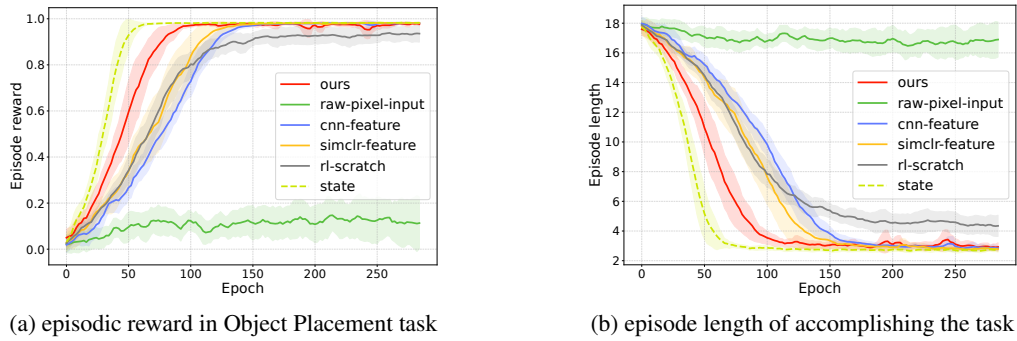 1.0
0.8
0.6
0.4
0.2
0.0
Episode reward
0 50 100 150 200 250
Epoch
ours
raw-pixel-input
cnn-feature
simclr-feature
rl-scratch
state
(a) episodic reward in Object Placement task
18
16
14
12
10
8
6
4
2
Episode length
0 50 100 150 200 250
Epoch
ours
raw-pixel-input
cnn-feature
simclr-feature
rl-scratch
state
(b) episode length of accomplishing the task